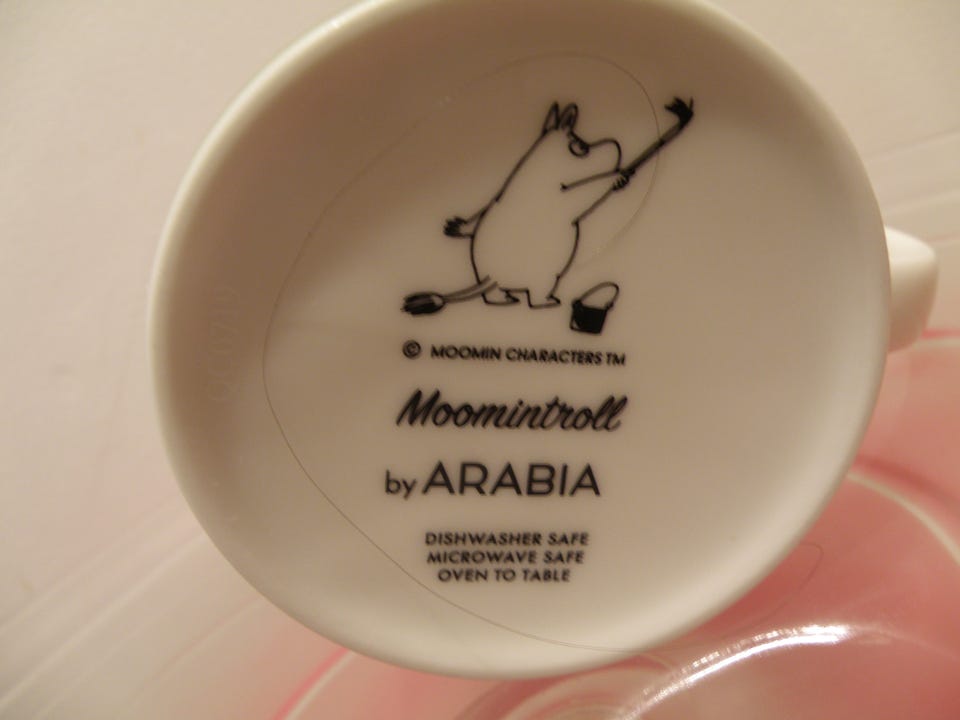 © MOOMIN CHARACTERS TM
Moomintroll
by ARABIA
DISHWASHER SAFE
MICROWAVE SAFE
OVEN TO TABLE